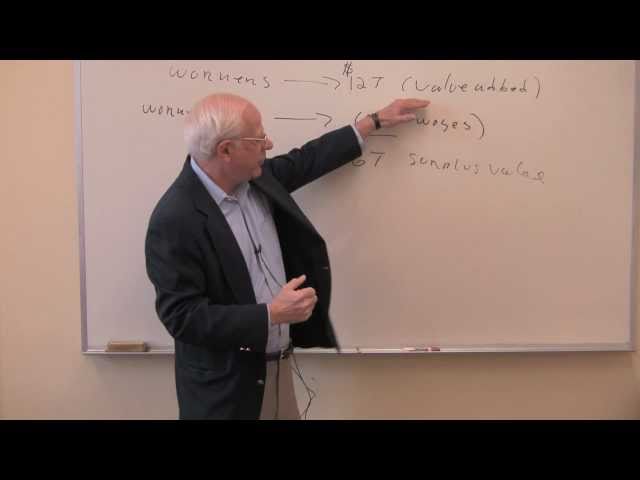 workers → $12T (value added)
→ ( wages)
6T surplus value